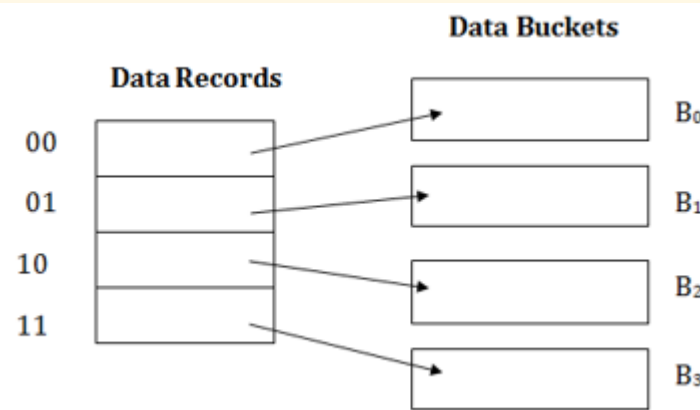 Data Buckets
Data Records
00
01
10
11
B₀
B₁
B₂
B₃